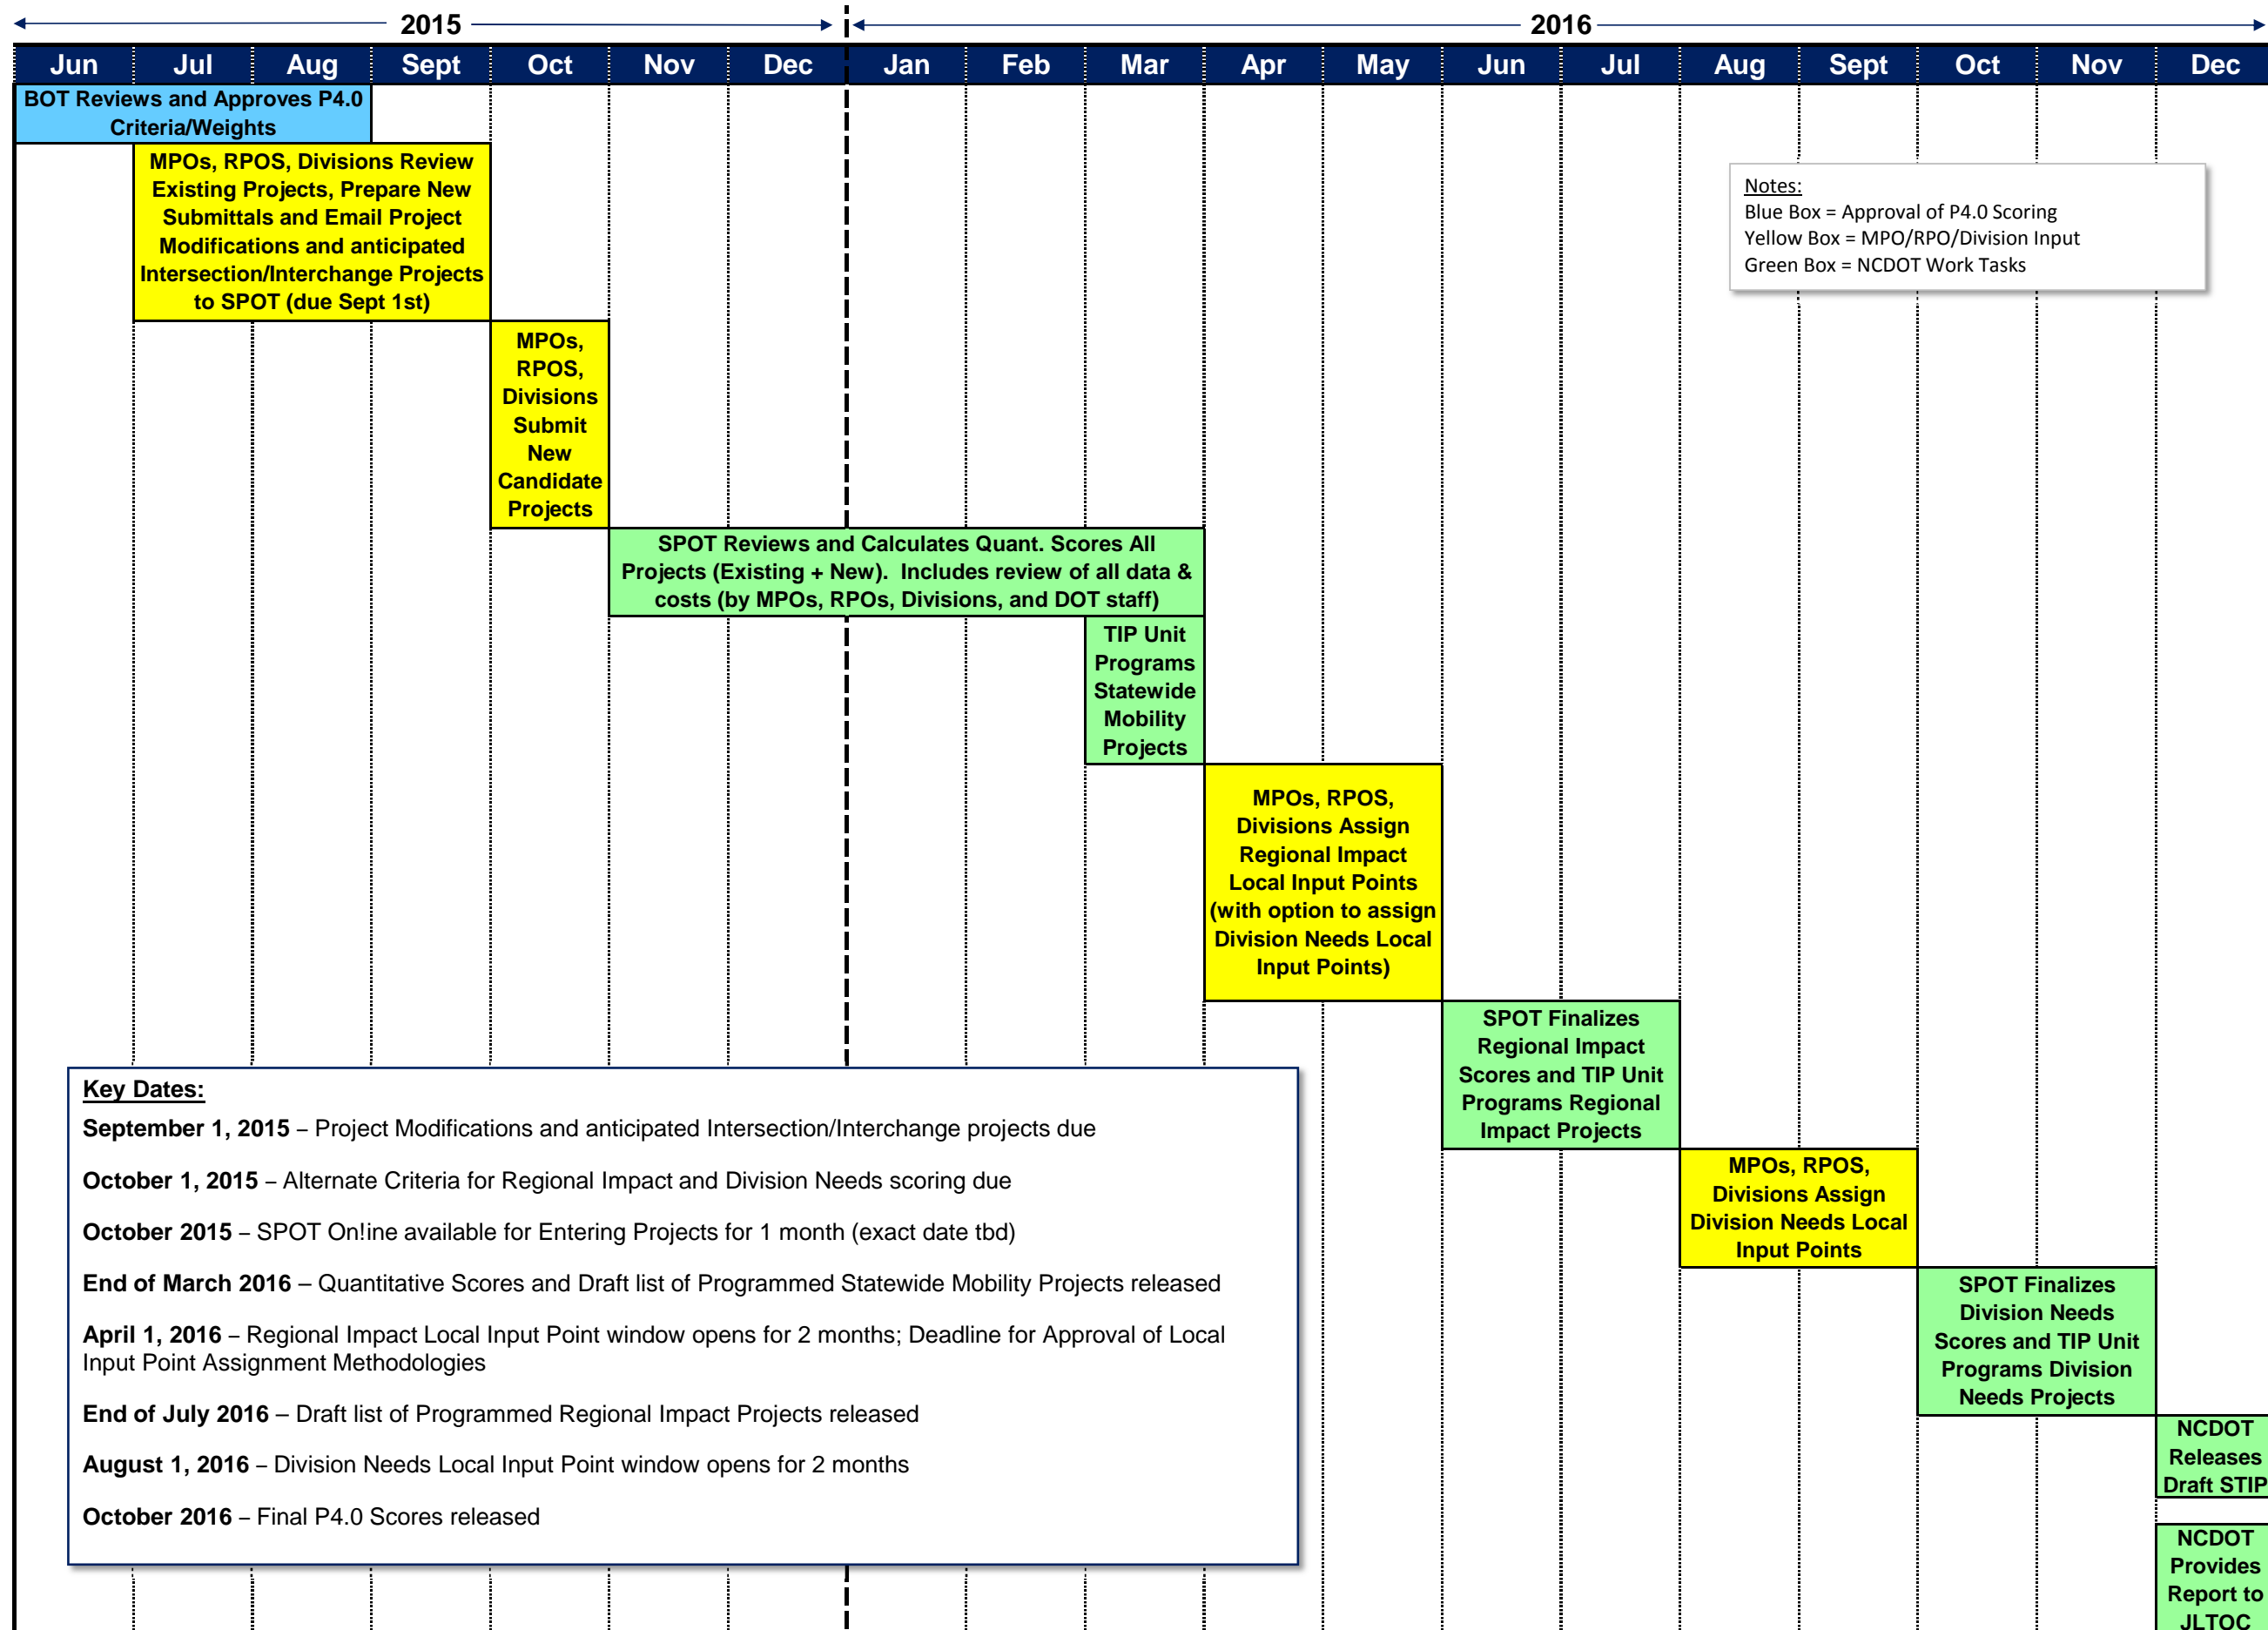 2015
2016
Jun Jul Aug Sept Oct Nov Dec Jan Feb Mar Apr May Jun Jul Aug Sept Oct Nov Dec
BOT Reviews and Approves P4.0
Criteria/Weights
MPOs, RPOS, Divisions Review
Existing Projects, Prepare New
Submittals and Email Project
Modifications and anticipated
Intersection/Interchange Projects
to SPOT (due Sept 1st)
Notes:
Blue Box = Approval of P4.0 Scoring
Yellow Box = MPO/RPO/Division Input
Green Box = NCDOT Work Tasks
MPOs,
RPOS,
Divisions
Submit
New
Candidate
Projects
SPOT Reviews and Calculates Quant. Scores All
Projects (Existing + New). Includes review of all data &
costs (by MPOs, RPOs, Divisions, and DOT staff)
TIP Unit
Programs
Statewide
Mobility
Projects
MPOs, RPOS,
Divisions Assign
Regional Impact
Local Input Points
(with option to assign
Division Needs Local
Input Points)
SPOT Finalizes
Regional Impact
Scores and TIP Unit
Programs Regional
Impact Projects
MPOs, RPOS,
Divisions Assign
Division Needs Local
Input Points
SPOT Finalizes
Division Needs
Scores and TIP Unit
Programs Division
Needs Projects
NCDOT
Releases
Draft STIP
NCDOT
Provides
Report to
JLTOC
Key Dates:
September 1, 2015 – Project Modifications and anticipated Intersection/Interchange projects due
October 1, 2015 – Alternate Criteria for Regional Impact and Division Needs scoring due
October 2015 – SPOT On!ine available for Entering Projects for 1 month (exact date tbd)
End of March 2016 – Quantitative Scores and Draft list of Programmed Statewide Mobility Projects released
April 1, 2016 – Regional Impact Local Input Point window opens for 2 months; Deadline for Approval of Local
Input Point Assignment Methodologies
End of July 2016 – Draft list of Programmed Regional Impact Projects released
August 1, 2016 – Division Needs Local Input Point window opens for 2 months
October 2016 – Final P4.0 Scores released